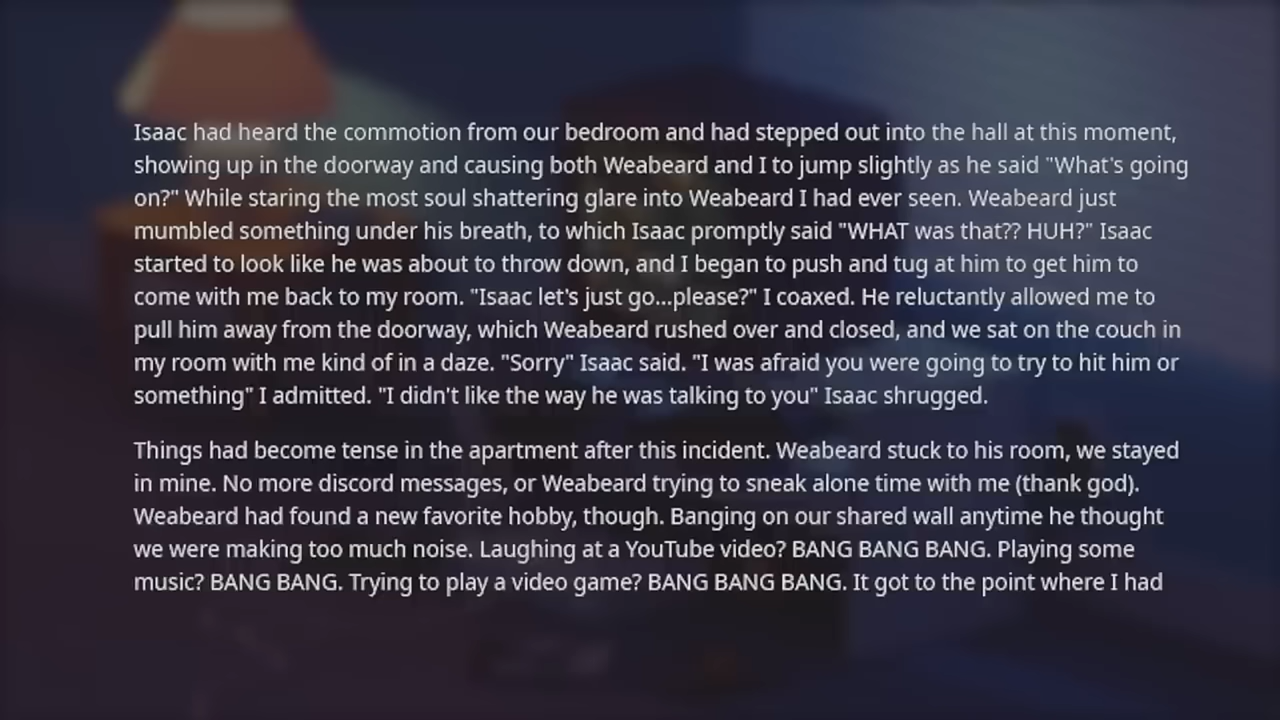 Isaac had heard the commotion from our bedroom and had stepped out into the hall at this moment,
showing up in the doorway and causing both Weabeard and I to jump slightly as he said "What's going
on?" While staring the most soul shattering glare into Weabeard I had ever seen. Weabeard just
mumbled something under his breath, to which Isaac promptly said "WHAT was that?? HUH?" Isaac
started to look like he was about to throw down, and I began to push and tug at him to get him to
come with me back to my room. "Isaac let's just go...please?" I coaxed. He reluctantly allowed me to
pull him away from the doorway, which Weabeard rushed over and closed, and we sat on the couch in
my room with me kind of in a daze. "Sorry" Isaac said. "I was afraid you were going to try to hit him or
something" I admitted. "I didn't like the way he was talking to you" Isaac shrugged.
Things had become tense in the apartment after this incident. Weabeard stuck to his room, we stayed
in mine. No more discord messages, or Weabeard trying to sneak alone time with me (thank god).
Weabeard had found a new favorite hobby, though. Banging on our shared wall anytime he thought
we were making too much noise. Laughing at a YouTube video? BANG BANG BANG. Playing some
music? BANG BANG. Trying to play a video game? BANG BANG BANG. It got to the point where I had